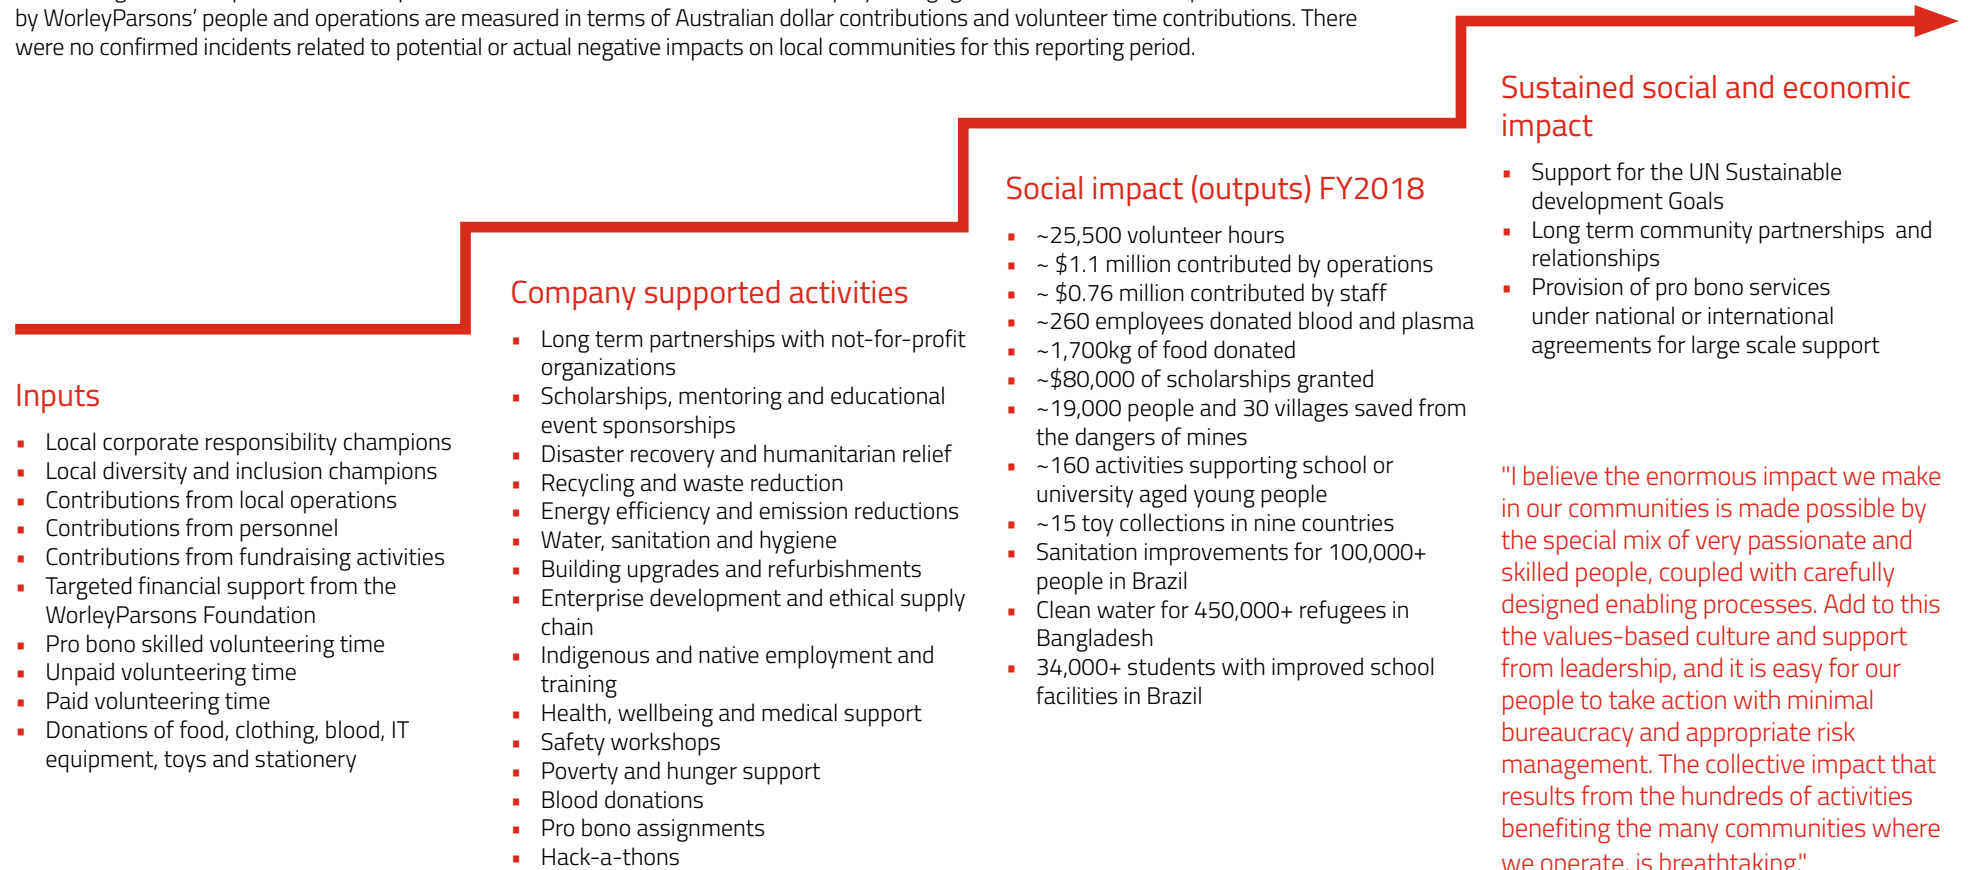 by WorleyParsons’ people and operations are measured in terms of Australian dollar contributions and volunteer time contributions. There
were no confirmed incidents related to potential or actual negative impacts on local communities for this reporting period.
Inputs
▪ Local corporate responsibility champions
▪ Local diversity and inclusion champions
▪ Contributions from local operations
▪ Contributions from personnel
▪ Contributions from fundraising activities
▪ Targeted financial support from the
WorleyParsons Foundation
▪ Pro bono skilled volunteering time
▪ Unpaid volunteering time
▪ Paid volunteering time
▪ Donations of food, clothing, blood, IT
equipment, toys and stationery
Company supported activities
▪ Long term partnerships with not-for-profit
organizations
▪ Scholarships, mentoring and educational
event sponsorships
▪ Disaster recovery and humanitarian relief
▪ Recycling and waste reduction
▪ Energy efficiency and emission reductions
▪ Water, sanitation and hygiene
▪ Building upgrades and refurbishments
▪ Enterprise development and ethical supply
chain
▪ Indigenous and native employment and
training
▪ Health, wellbeing and medical support
▪ Safety workshops
▪ Poverty and hunger support
▪ Blood donations
▪ Pro bono assignments
▪ Hack-a-thons
Social impact (outputs) FY2018
▪ ~25,500 volunteer hours
▪ ~ $1.1 million contributed by operations
▪ ~ $0.76 million contributed by staff
▪ ~260 employees donated blood and plasma
▪ ~1,700kg of food donated
▪ ~$80,000 of scholarships granted
▪ ~19,000 people and 30 villages saved from
the dangers of mines
▪ ~160 activities supporting school or
university aged young people
▪ ~15 toy collections in nine countries
▪ Sanitation improvements for 100,000+
people in Brazil
▪ Clean water for 450,000+ refugees in
Bangladesh
▪ 34,000+ students with improved school
facilities in Brazil
Sustained social and economic
impact
▪ Support for the UN Sustainable
development Goals
▪ Long term community partnerships and
relationships
▪ Provision of pro bono services
under national or international
agreements for large scale support
"I believe the enormous impact we make
in our communities is made possible by
the special mix of very passionate and
skilled people, coupled with carefully
designed enabling processes. Add to this
the values-based culture and support
from leadership, and it is easy for our
people to take action with minimal
bureaucracy and appropriate risk
management. The collective impact that
results from the hundreds of activities
benefiting the many communities where
we operate, is breathtaking."